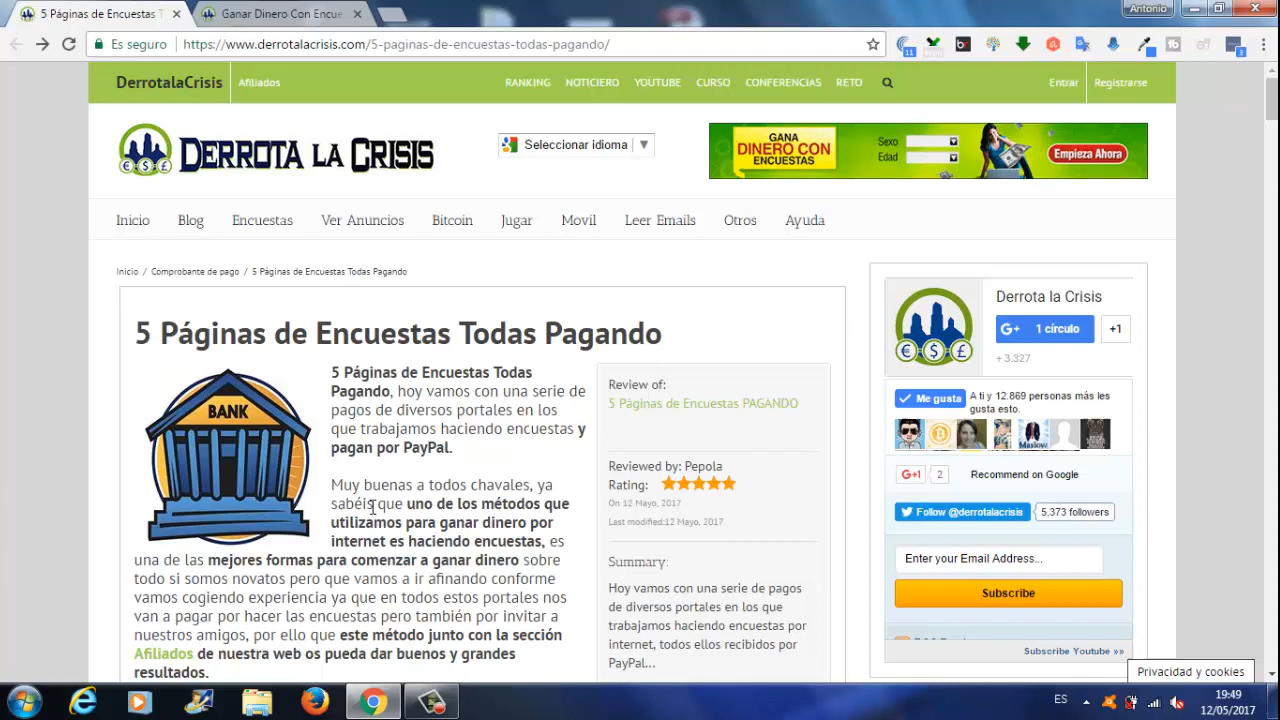 5 Páginas de Encuestas T
Ganar Dinero Con Encue
Antonio
Es seguro
https://www.derrotalacrisis.com/5-paginas-de-encuestas-todas-pagando/
11
3
DerrotalaCrisis
Afiliados
RANKING NOTICIERO YOUTUBE CURSO CONFERENCIAS RETO
Entrar
Registrarse
DERROTA LA CRISIS
Seleccionar idioma
GANA
DINERO CON
ENCUESTAS
Sexo
Edad
Empieza Ahora
Inicio Blog Encuestas Ver Anuncios Bitcoin Jugar Movil Leer Emails Otros Ayuda
Inicio / Comprobante de pago / 5 Páginas de Encuestas Todas Pagando
5 Páginas de Encuestas Todas Pagando
BANK
5 Páginas de Encuestas Todas
Pagando, hoy vamos con una serie de
pagos de diversos portales en los
que trabajamos haciendo encuestas y
pagan por PayPal.
Muy buenas a todos chavales, ya
sabéis que uno de los métodos que
utilizamos para ganar dinero por
internet es haciendo encuestas, es
una de las mejores formas para comenzar a ganar dinero sobre
todo si somos novatos pero que vamos a ir afinando conforme
vamos cogiendo experiencia ya que en todos estos portales nos
van a pagar por hacer las encuestas pero también por invitar a
nuestros amigos, por ello que este método junto con la sección
Afiliados de nuestra web os pueda dar buenos y grandes
resultados.
Review of:
5 Páginas de Encuestas PAGANDO
Reviewed by: Pepola
Rating:
On 12 Mayo, 2017
Last modified:12 Mayo, 2017
Summary:
Hoy vamos con una serie de pagos
de diversos portales en los que
trabajamos haciendo encuestas por
internet, todos ellos recibidos por
PayPal...
Derrota la Crisis
G+ 1 círculo
+1
+ 3.327
Me gusta
A ti y 12.869 personas más les
gusta esto.
Maslow
G+1
2
Recommend on Google
Follow @derrotalacrisis
5,373 followers
Enter your Email Address...
Subscribe
Subscribe Youtube »»
Privacidad y cookies
ES
19:49
12/05/2017